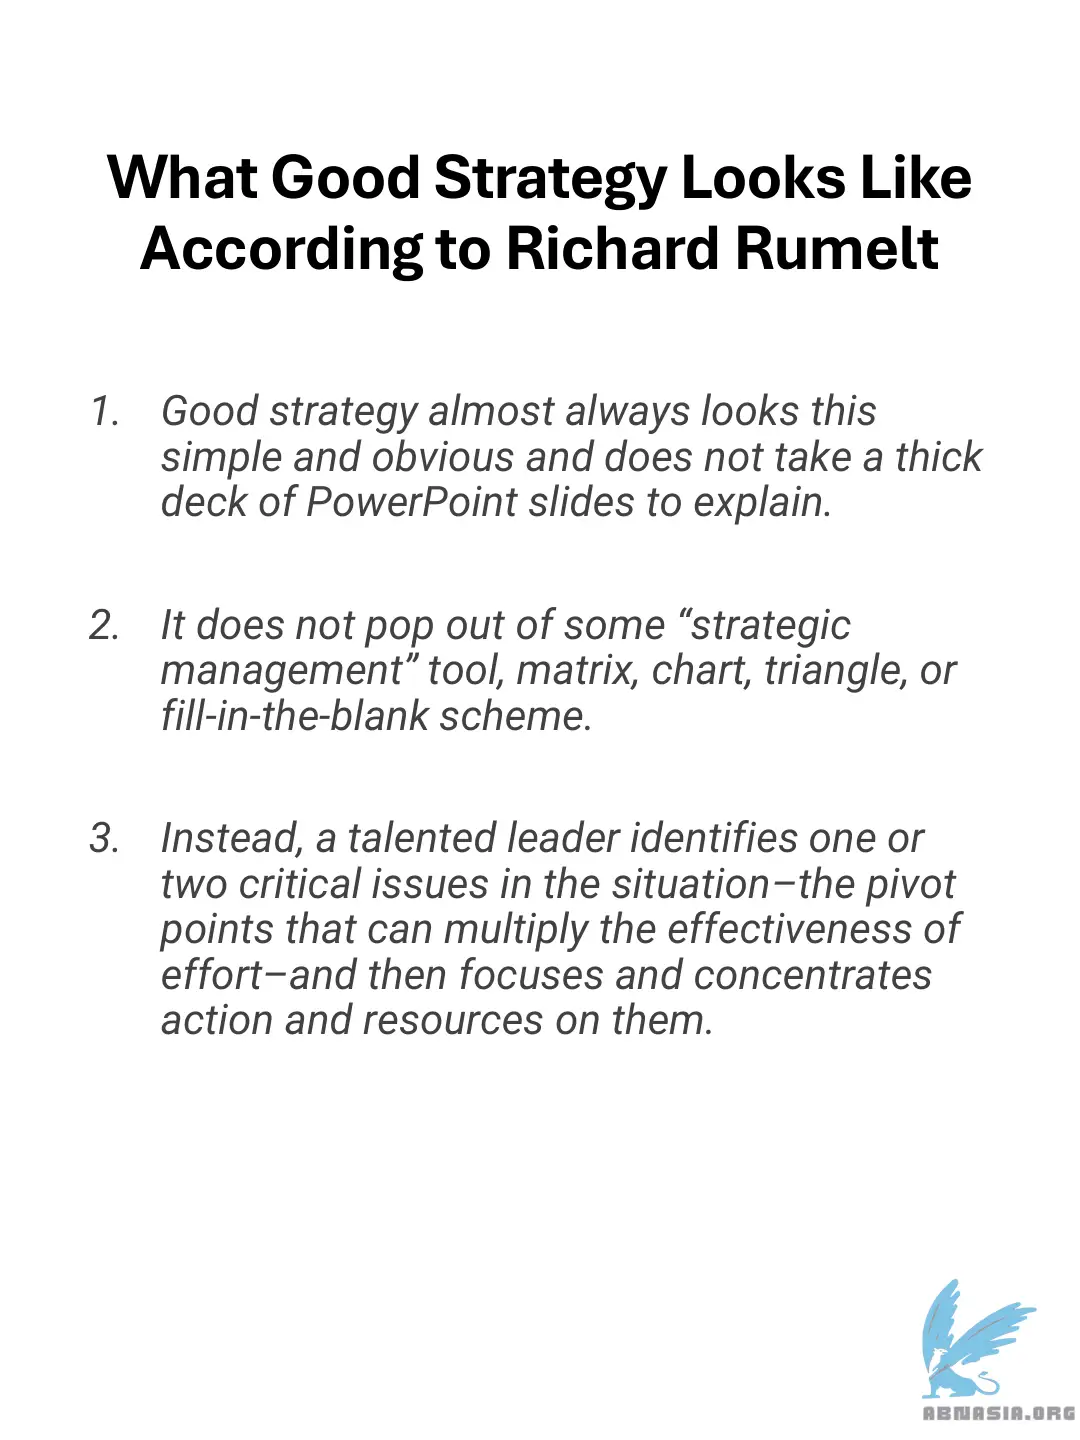 What Good Strategy Looks Like
According to Richard Rumelt
1. Good strategy almost always looks this
simple and obvious and does not take a thick
deck of PowerPoint slides to explain.
2. It does not pop out of some “strategic
management” tool, matrix, chart, triangle, or
fill-in-the-blank scheme.
3. Instead, a talented leader identifies one or
two critical issues in the situation–the pivot
points that can multiply the effectiveness of
effort–and then focuses and concentrates
action and resources on them.
ABNASIA.ORG